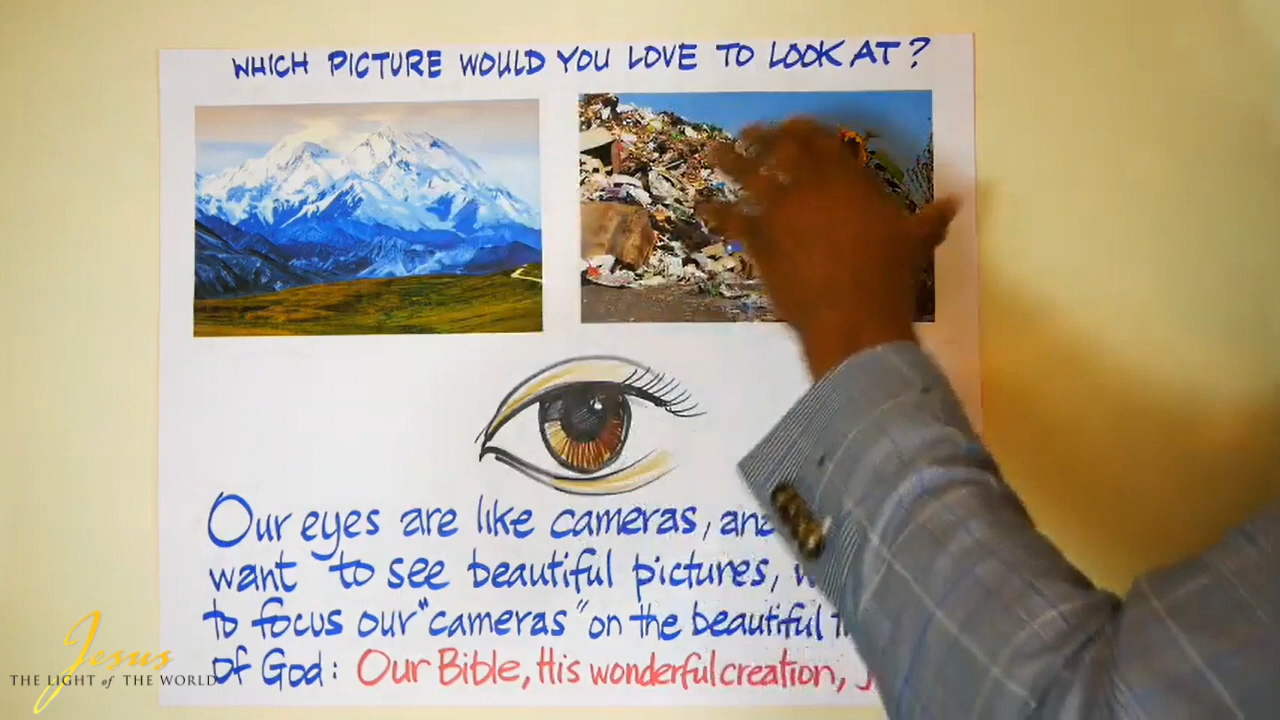 WHICH PICTURE WOULD YOU LOVE TO LOOK AT?
Our eyes are like cameras,
want to see beautiful pictures,
to focus our "cameras" on the beautiful
of God: Our Bible, His wonderful creation,
Jesus
THE LIGHT of THE WORLD